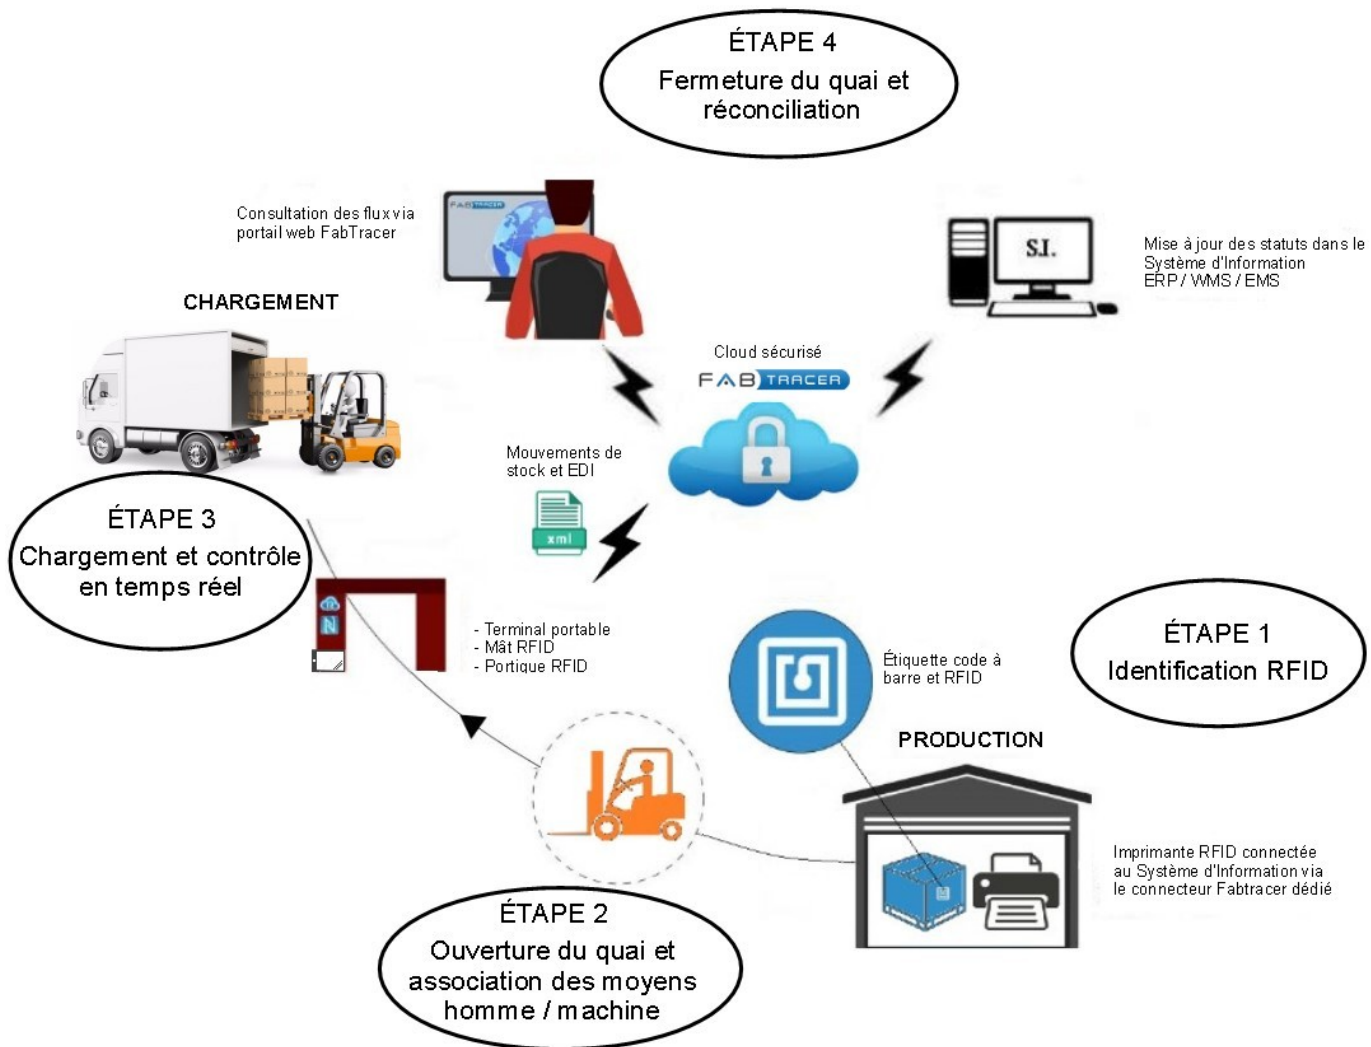 ÉTAPE 4
Fermeture du quai et
réconciliation
Consultation des flux via
portail web FabTracer
FAB TRACER
S.I.
Mise à jour des statuts dans le
Système d'Information
ERP / WMS / EMS
CHARGEMENT
Cloud sécurisé
FAB TRACER
Mouvements de
stock et EDI
xml
ÉTAPE 3
Chargement et contrôle
en temps réel
- Terminal portable
- Mât RFID
- Portique RFID
Étiquette code à
barre et RFID
ÉTAPE 1
Identification RFID
PRODUCTION
Imprimante RFID connectée
au Système d'Information via
le connecteur Fabtracer dédié
ÉTAPE 2
Ouverture du quai et
association des moyens
homme / machine